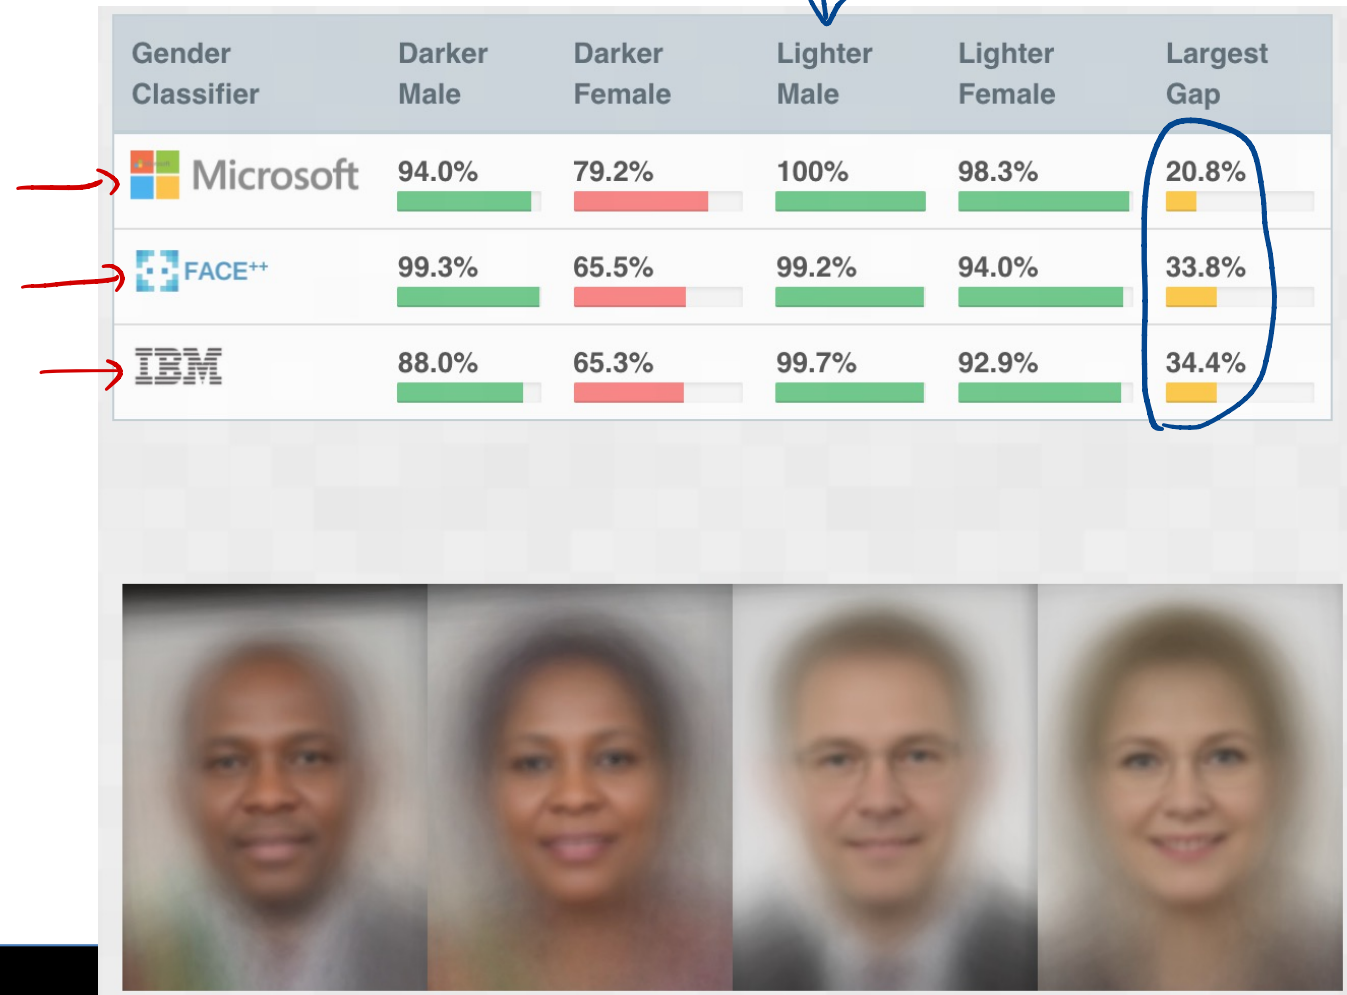 Gender Classifier Darker Male Darker Female Lighter Male Lighter Female Largest Gap
Microsoft 94.0% 79.2% 100% 98.3% 20.8%
FACE++ 99.3% 65.5% 99.2% 94.0% 33.8%
IBM 88.0% 65.3% 99.7% 92.9% 34.4%